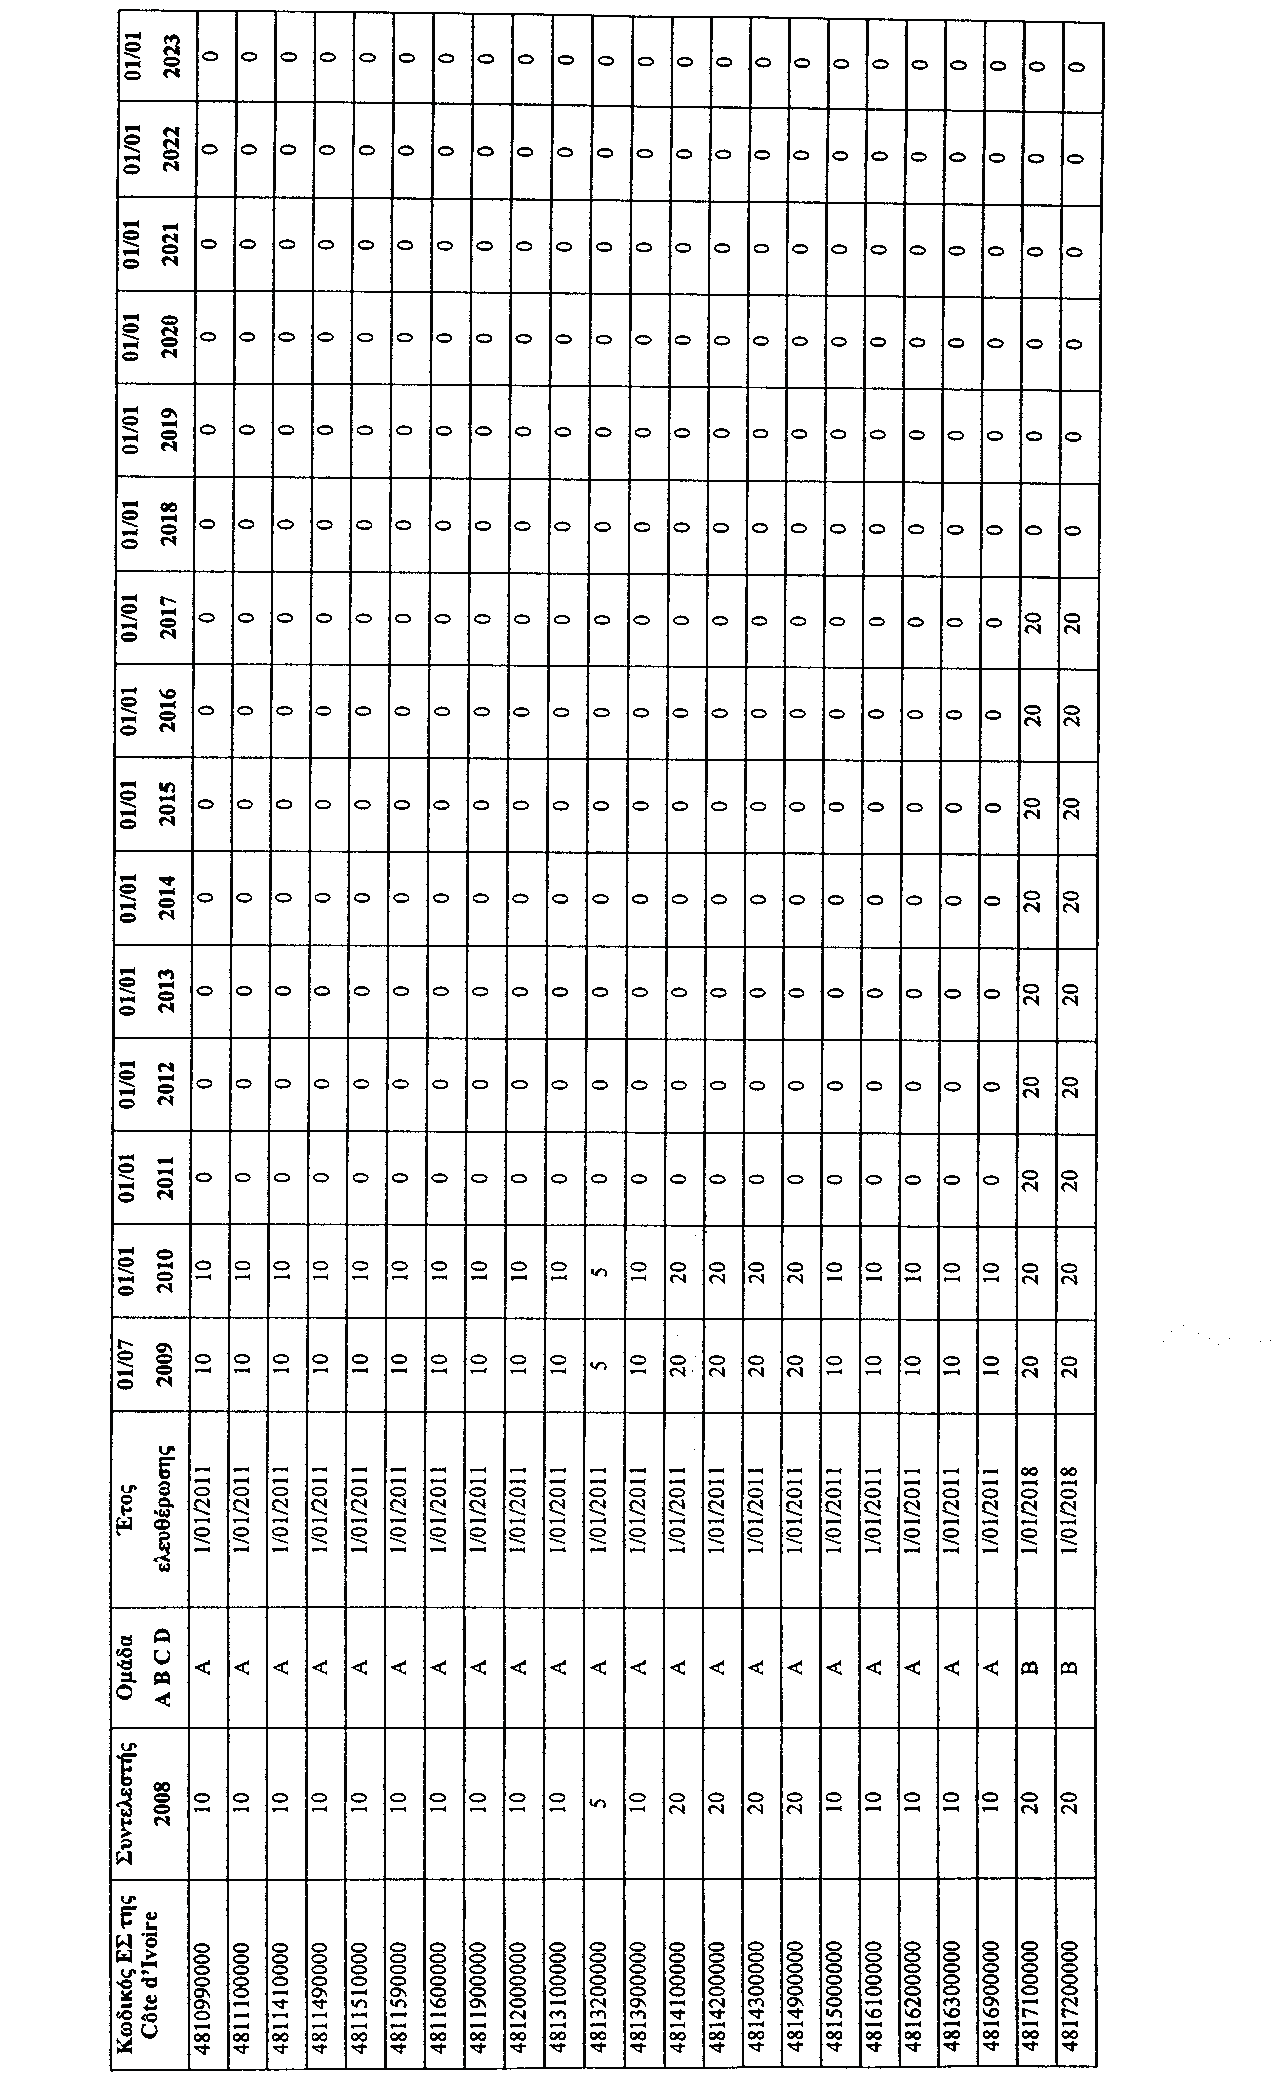 Κοδικός ΕΣ της Συντελεστής Ομάδα Έτος 01/07 01/01 01/01 01/01 01/01 01/01 01/01 01/01 01/01 01/01 01/01 01/01 01/01 01/01 01/01
Côte d'Ivoire 2008 A B C D ελευθέρωσης 2009 2010 2011 2012 2013 2014 2015 2016 2017 2018 2019 2020 2021 2022 2023
4810990000 10 A 1/01/2011 10 10 0 0 0 0 0 0 0 0 0 0 0 0 0
4811100000 10 A 1/01/2011 10 10 0 0 0 0 0 0 0 0 0 0 0 0 0
4811410000 10 A 1/01/2011 10 10 0 0 0 0 0 0 0 0 0 0 0 0 0
4811490000 10 A 1/01/2011 10 10 0 0 0 0 0 0 0 0 0 0 0 0 0
4811510000 10 A 1/01/2011 10 10 0 0 0 0 0 0 0 0 0 0 0 0 0
4811590000 10 A 1/01/2011 10 10 0 0 0 0 0 0 0 0 0 0 0 0 0
4811600000 10 A 1/01/2011 10 10 0 0 0 0 0 0 0 0 0 0 0 0 0
4811900000 10 A 1/01/2011 10 10 0 0 0 0 0 0 0 0 0 0 0 0 0
4812000000 10 A 1/01/2011 10 10 0 0 0 0 0 0 0 0 0 0 0 0 0
4813100000 10 A 1/01/2011 10 10 0 0 0 0 0 0 0 0 0 0 0 0 0
4813200000 5 A 1/01/2011 5 5 0 0 0 0 0 0 0 0 0 0 0 0 0
4813900000 10 A 1/01/2011 10 10 0 0 0 0 0 0 0 0 0 0 0 0 0
4814100000 20 A 1/01/2011 20 20 0 0 0 0 0 0 0 0 0 0 0 0 0
4814200000 20 A 1/01/2011 20 20 0 0 0 0 0 0 0 0 0 0 0 0 0
4814300000 20 A 1/01/2011 20 20 0 0 0 0 0 0 0 0 0 0 0 0 0
4814900000 20 A 1/01/2011 20 20 0 0 0 0 0 0 0 0 0 0 0 0 0
4815000000 10 A 1/01/2011 10 10 0 0 0 0 0 0 0 0 0 0 0 0 0
4816100000 10 A 1/01/2011 10 10 0 0 0 0 0 0 0 0 0 0 0 0 0
4816200000 10 A 1/01/2011 10 10 0 0 0 0 0 0 0 0 0 0 0 0 0
4816300000 10 A 1/01/2011 10 10 0 0 0 0 0 0 0 0 0 0 0 0 0
4816900000 10 A 1/01/2011 10 10 0 0 0 0 0 0 0 0 0 0 0 0 0
4817100000 20 B 1/01/2018 20 20 20 20 20 20 20 20 20 0 0 0 0 0 0
4817200000 20 B 1/01/2018 20 20 20 20 20 20 20 20 20 0 0 0 0 0 0